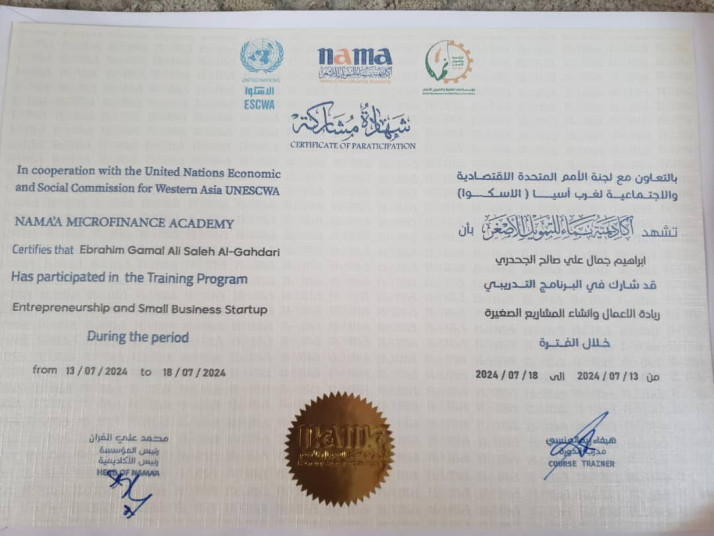 UNITED NATIONS
الاسكوا
ESCWA
nama
شهادة مشاركة
CERTIFICATE OF PARATICIPATION
In cooperation with the United Nations Economic
and Social Commission for Western Asia UNESCWA
NAMA'A MICROFINANCE ACADEMY
Certifies that Ebrahim Gamal Ali Saleh Al-Gahdari
Has participated in the Training Program
Entrepreneurship and Small Business Startup
During the period
from 13/07/2024 to 18/07/2024
بالتعاون مع لجنة الأمم المتحدة الاقتصادية
والاجتماعية لغرب أسيا ( الاسكوا)
تشهد أكاديمية نماء للتمويل الأصغر بأن
ابراهيم جمال علي صالح الجحدري
قد شارك في البرنامج التدريبي
ريادة الاعمال وانشاء المشاريع الصغيرة
خلال الفترة
من 2024/07/13 الى 2024/07/18
محمد علي الفران
رئيس المؤسسة
رئيس الأكاديمية
HEAD OF NAMAA
هيفاء
COURSE TRAINER